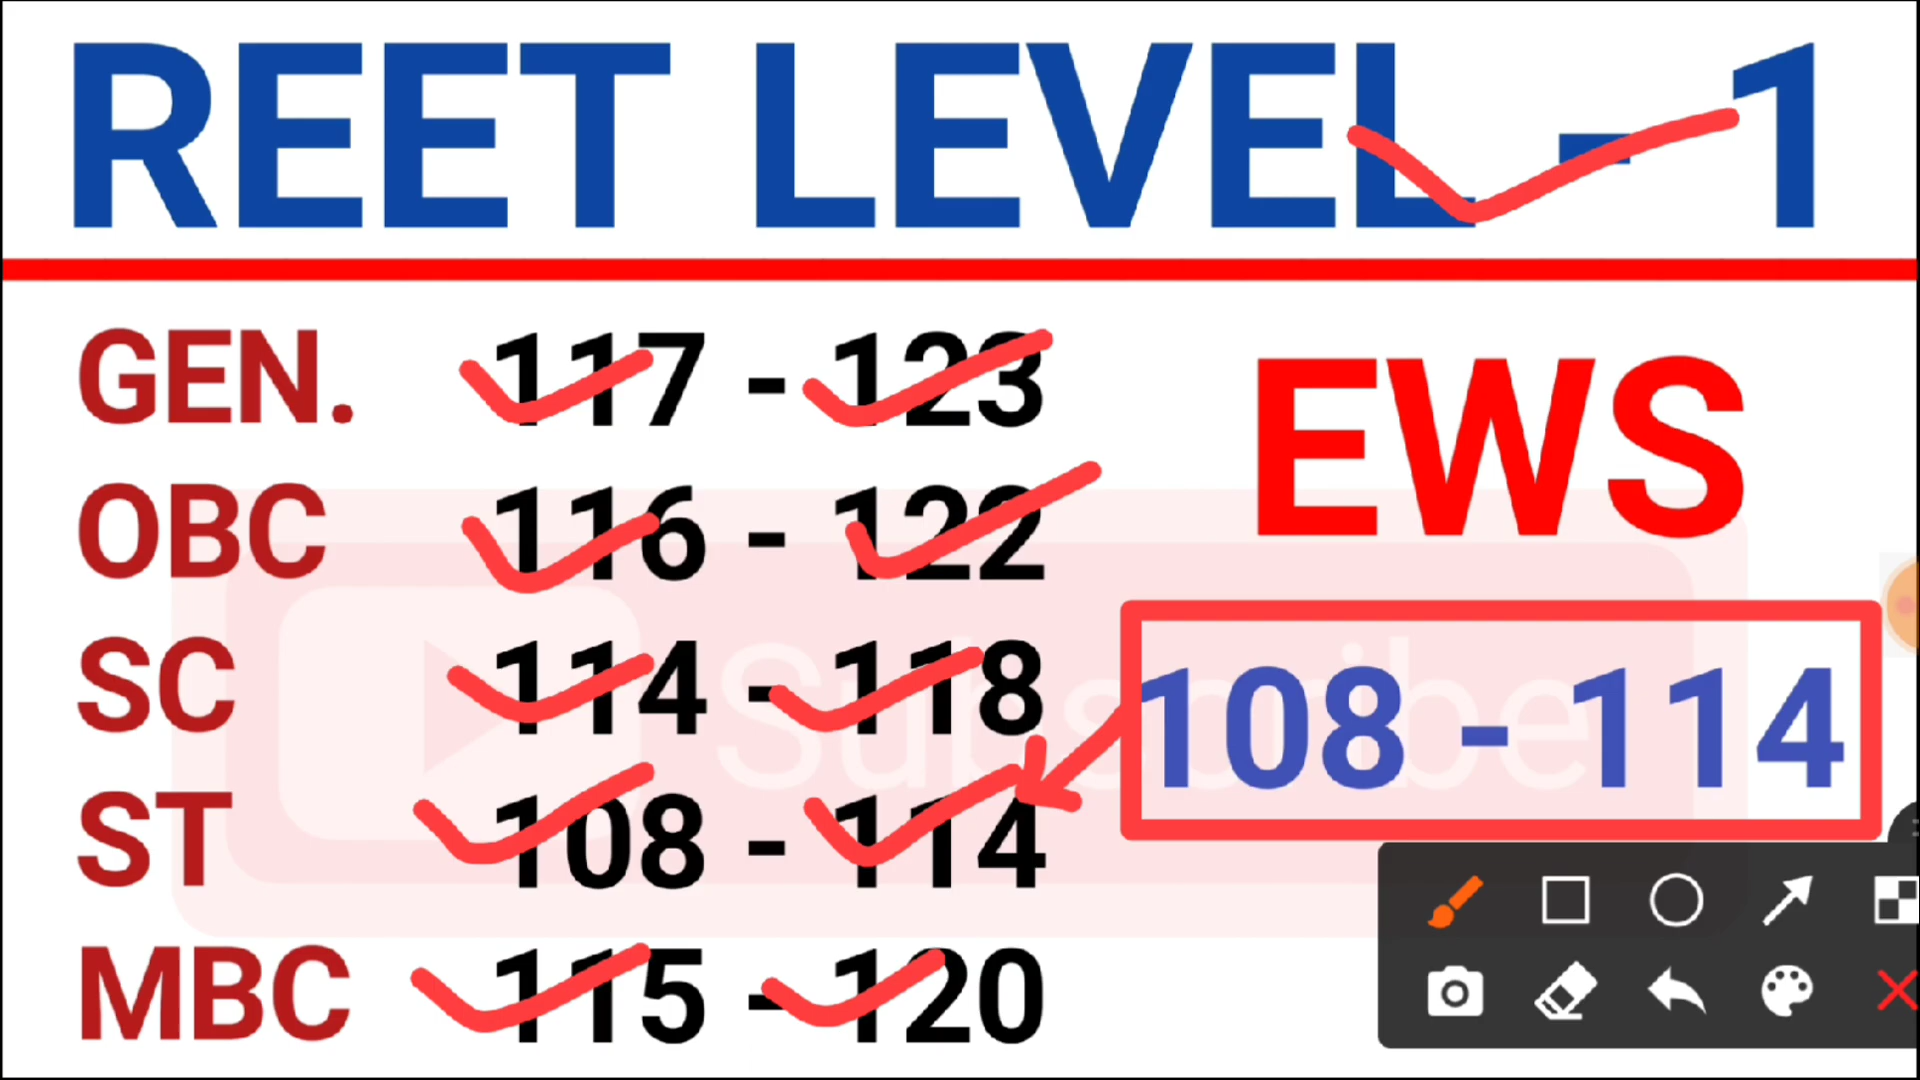 REET LEVEL - 1
GEN. 117 - 123
OBC 116 - 122
SC 114 - 118
ST 108 - 114
MBC 115 - 120
EWS
108 - 114
Subscribe